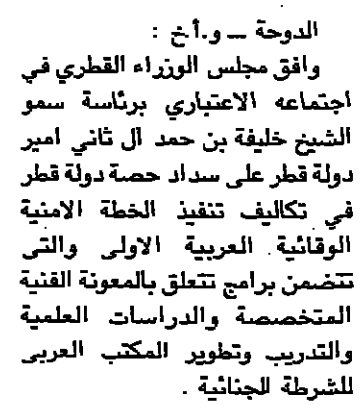 الدوحة ــ و.أ.خ :
وافق مجلس الوزراء القطري في
اجتماعه الاعتباري برئاسة سمو
الشيخ خليفة بن حمد آل ثاني امير
دولة قطر على سداد حصة دولة قطر
في تكاليف تنفيذ الخطة الامنية
الوقائية العربية الاولى والتى
تتضمن برامج تتعلق بالمعونة الفنية
المتخصصة والدراسات العلمية
والتدريب وتطوير المكتب العربى
للشرطة الجنائية .